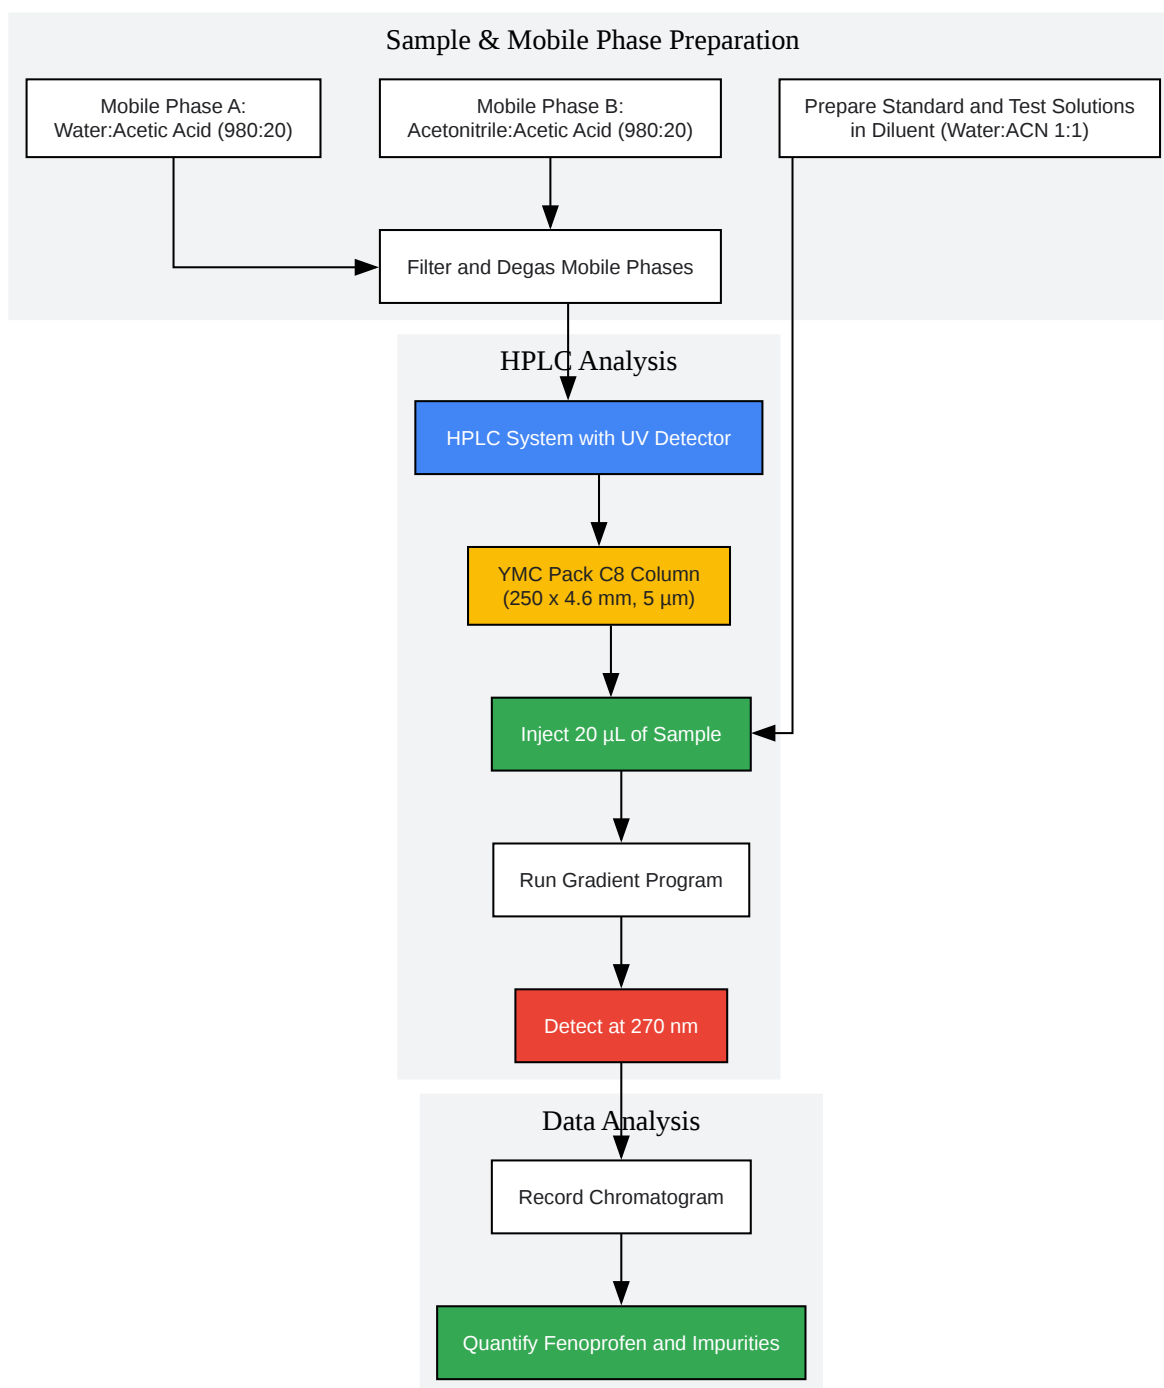 Sample & Mobile Phase Preparation
Mobile Phase A:
Water:Acetic Acid (980:20)
Mobile Phase B:
Acetonitrile:Acetic Acid (980:20)
Prepare Standard and Test Solutions
in Diluent (Water:ACN 1:1)
Filter and Degas Mobile Phases
HPLC Analysis
HPLC System with UV Detector
YMC Pack C8 Column
(250 x 4.6 mm, 5 µm)
Inject 20 µL of Sample
Run Gradient Program
Detect at 270 nm
Data Analysis
Record Chromatogram
Quantify Fenoprofen and Impurities